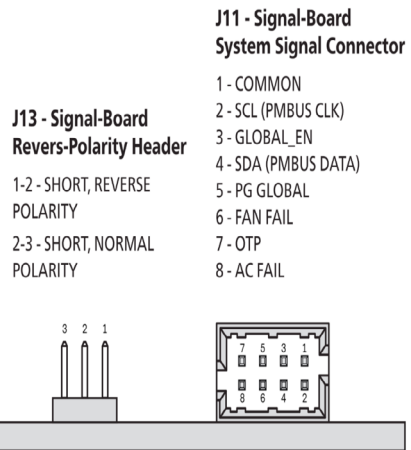 J11 - Signal-Board
System Signal Connector
1 - COMMON
2 - SCL (PMBUS CLK)
3 - GLOBAL_EN
4 - SDA (PMBUS DATA)
5 - PG GLOBAL
6 - FAN FAIL
7 - OTP
8 - AC FAIL
J13 - Signal-Board
Revers-Polarity Header
1-2 - SHORT, REVERSE
POLARITY
2-3 - SHORT, NORMAL
POLARITY
3 2 1
7 5 3 1
8 6 4 2